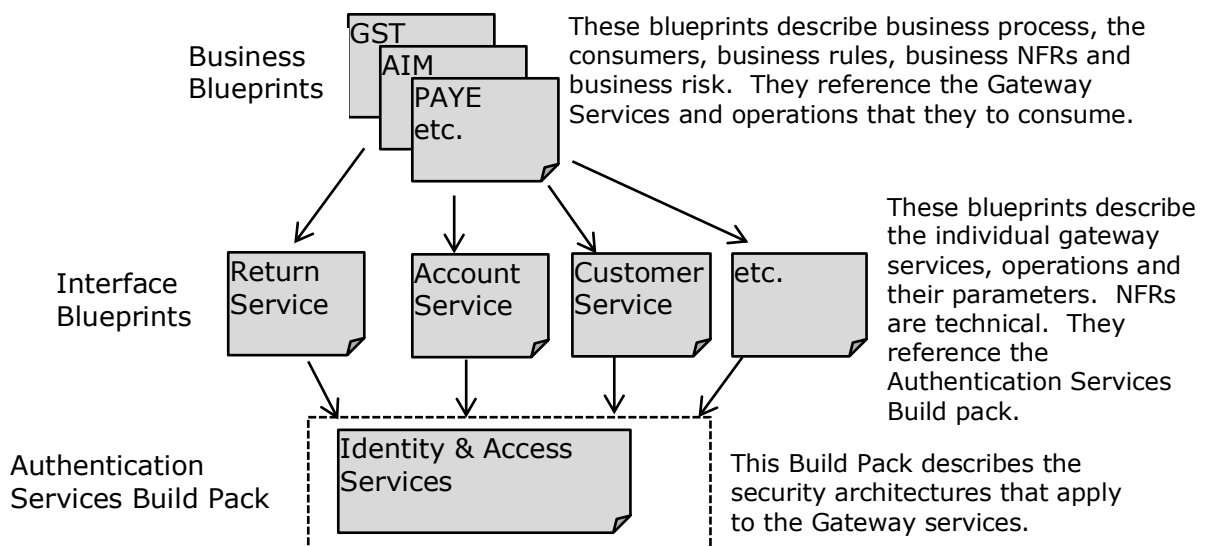 GST
AIM
PAYE
etc.
Business
Blueprints
These blueprints describe business process, the
consumers, business rules, business NFRs and
business risk.  They reference the Gateway
Services and operations that they to consume.
Interface
Blueprints
Return
Service
Account
Service
Customer
Service
etc.
These blueprints describe
the individual gateway
services, operations and
their parameters.  NFRs
are technical.  They
reference the
Authentication Services
Build pack.
Authentication
Services Build Pack
Identity & Access
Services
This Build Pack describes the
security architectures that apply
to the Gateway services.